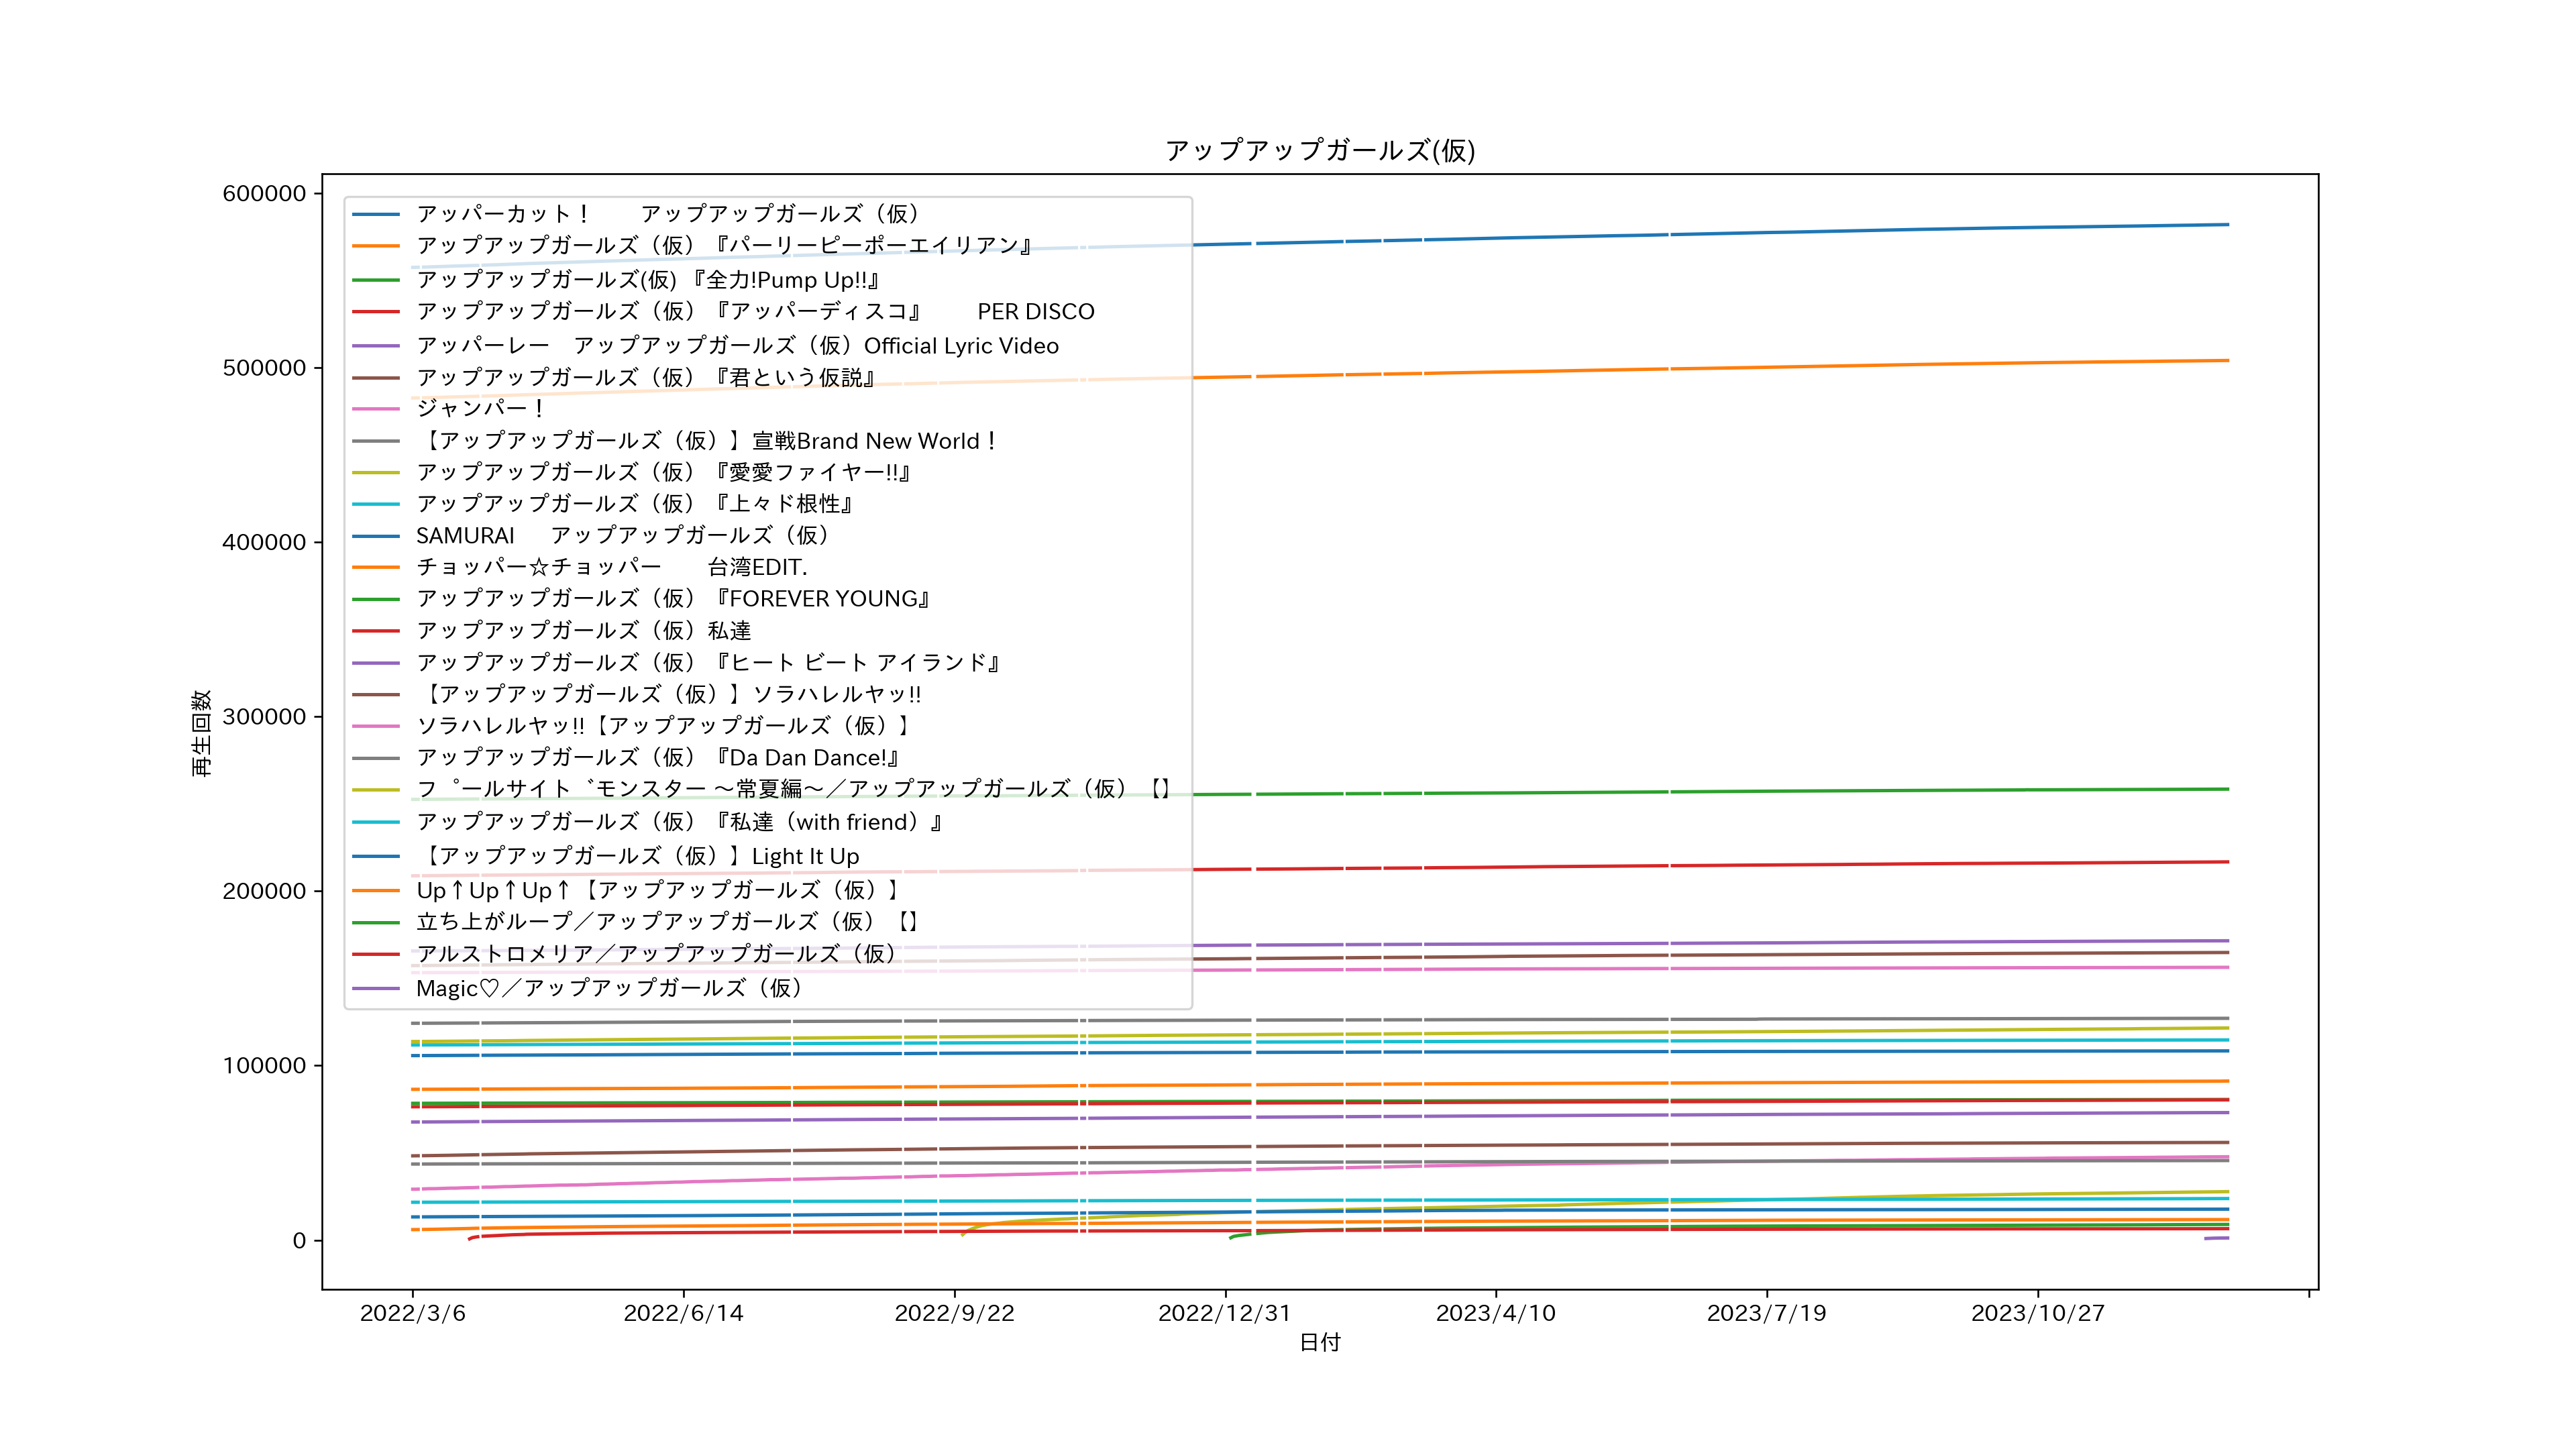 アップアップガールズ(仮)
600000
500000
400000
300000
200000
100000
0
再生回数
アッパーカット！　　アップアップガールズ（仮）
アップアップガールズ（仮）『パーリーピーポーエイリアン』
アップアップガールズ(仮) 『全力!Pump Up!!』
アップアップガールズ（仮）『アッパーディスコ』　　PER DISCO
アッパーレー　アップアップガールズ（仮）Official Lyric Video
アップアップガールズ（仮）『君という仮説』
ジャンパー！
【アップアップガールズ（仮）】宣戦Brand New World！
アップアップガールズ（仮）『愛愛ファイヤー!!』
アップアップガールズ（仮）『上々ド根性』
SAMURAI　 アップアップガールズ（仮）
チョッパー☆チョッパー　　台湾EDIT.
アップアップガールズ（仮）『FOREVER YOUNG』
アップアップガールズ（仮）私達
アップアップガールズ（仮）『ヒート ビート アイランド』
【アップアップガールズ（仮）】ソラハレルヤッ!!
ソラハレルヤッ!!【アップアップガールズ（仮）】
アップアップガールズ（仮）『Da Dan Dance!』
フ゜ールサイト゛モンスター 〜常夏編〜／アップアップガールズ（仮）【】
アップアップガールズ（仮）『私達（with friend）』
【アップアップガールズ（仮）】Light It Up
Up↑Up↑Up↑【アップアップガールズ（仮）】
立ち上がループ／アップアップガールズ（仮）【】
アルストロメリア／アップアップガールズ（仮）
Magic♡／アップアップガールズ（仮）
2022/3/6 2022/6/14 2022/9/22 2022/12/31 2023/4/10 2023/7/19 2023/10/27
日付